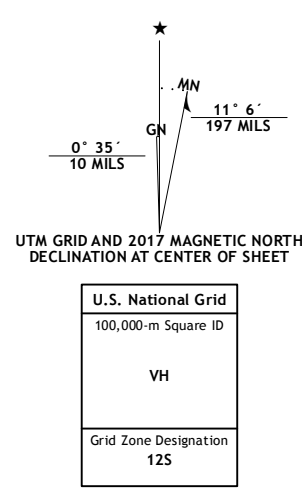 ★
MN
11° 6´
197 MILS
GN
0° 35´
10 MILS
UTM GRID AND 2017 MAGNETIC NORTH
DECLINATION AT CENTER OF SHEET
U.S. National Grid
100,000-m Square ID
VH
Grid Zone Designation
12S